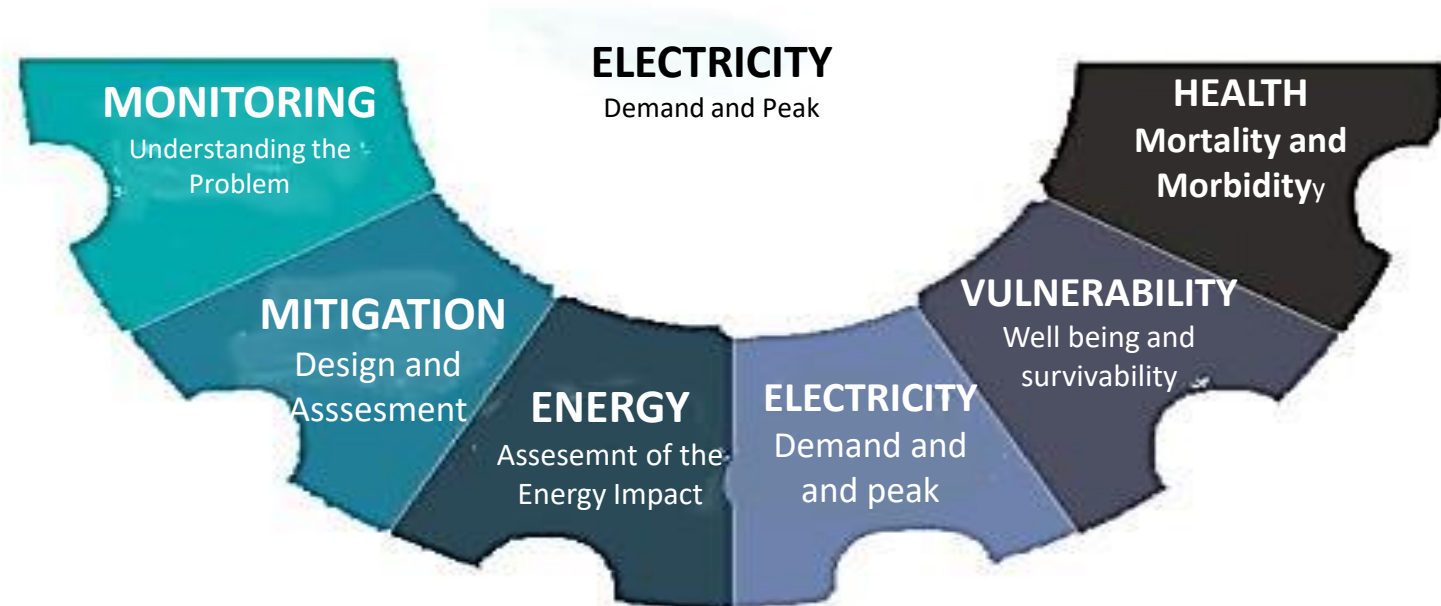 ELECTRICITY
Demand and Peak
MONITORING
Understanding the
Problem
MITIGATION
Design and
Asssesment
ENERGY
Assesemnt of the
Energy Impact
ELECTRICITY
Demand and
and peak
VULNERABILITY
Well being and
survivability
HEALTH
Mortality and
Morbidityy